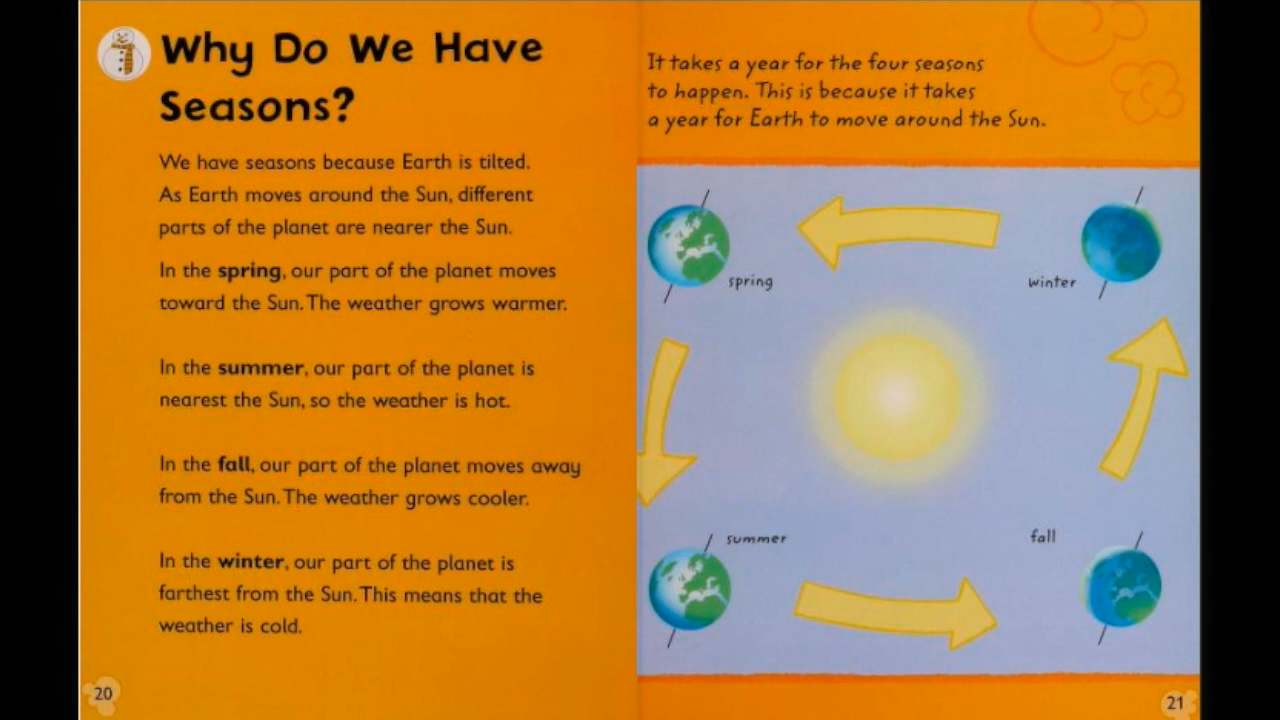 Why Do We Have
Seasons?
We have seasons because Earth is tilted.
As Earth moves around the Sun, different
parts of the planet are nearer the Sun.
In the spring, our part of the planet moves
toward the Sun. The weather grows warmer.
In the summer, our part of the planet is
nearest the Sun, so the weather is hot.
In the fall, our part of the planet moves away
from the Sun. The weather grows cooler.
In the winter, our part of the planet is
farthest from the Sun. This means that the
weather is cold.
20
It takes a year for the four seasons
to happen. This is because it takes
a year for Earth to move around the Sun.
spring
winter
summer
fall
21